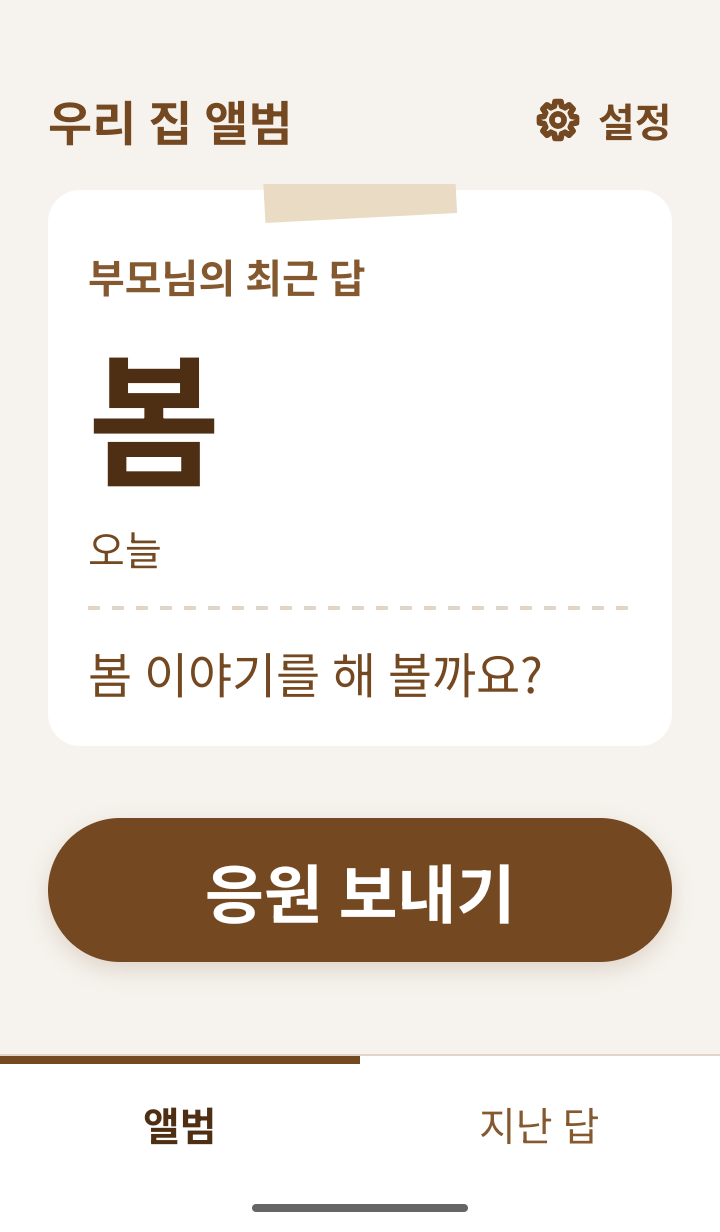 우리 집 앨범
설정
부모님의 최근 답
봄
오늘
봄 이야기를 해 볼까요?
응원 보내기
앨범
지난 답